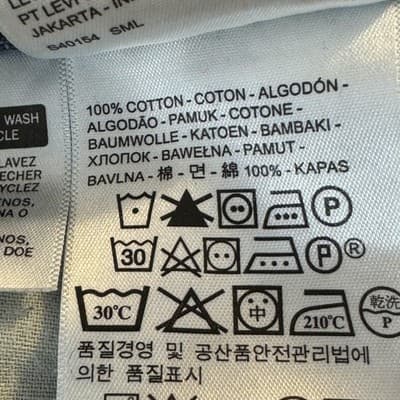 PT LEVI
JAKARTA - IN
S40154 SML
WASH
CLE
LAVEZ
ECHER
YCLEZ
ENOS,
NA O
NOS,
DOE
100% COTTON - COTON - ALGODÓN -
ALGODÃO - PAMUK - COTONE -
BAUMWOLLE - KATOEN - BAMBAKI -
ХЛОПОК - BAWEŁNA - PAMUT -
BAVLNA - 棉 - 면 - 綿 100% - KAPAS
P
30 P ®
30°C 中 210°C 乾洗 P
품질경영 및 공산품안전관리법에
의한 품질표시